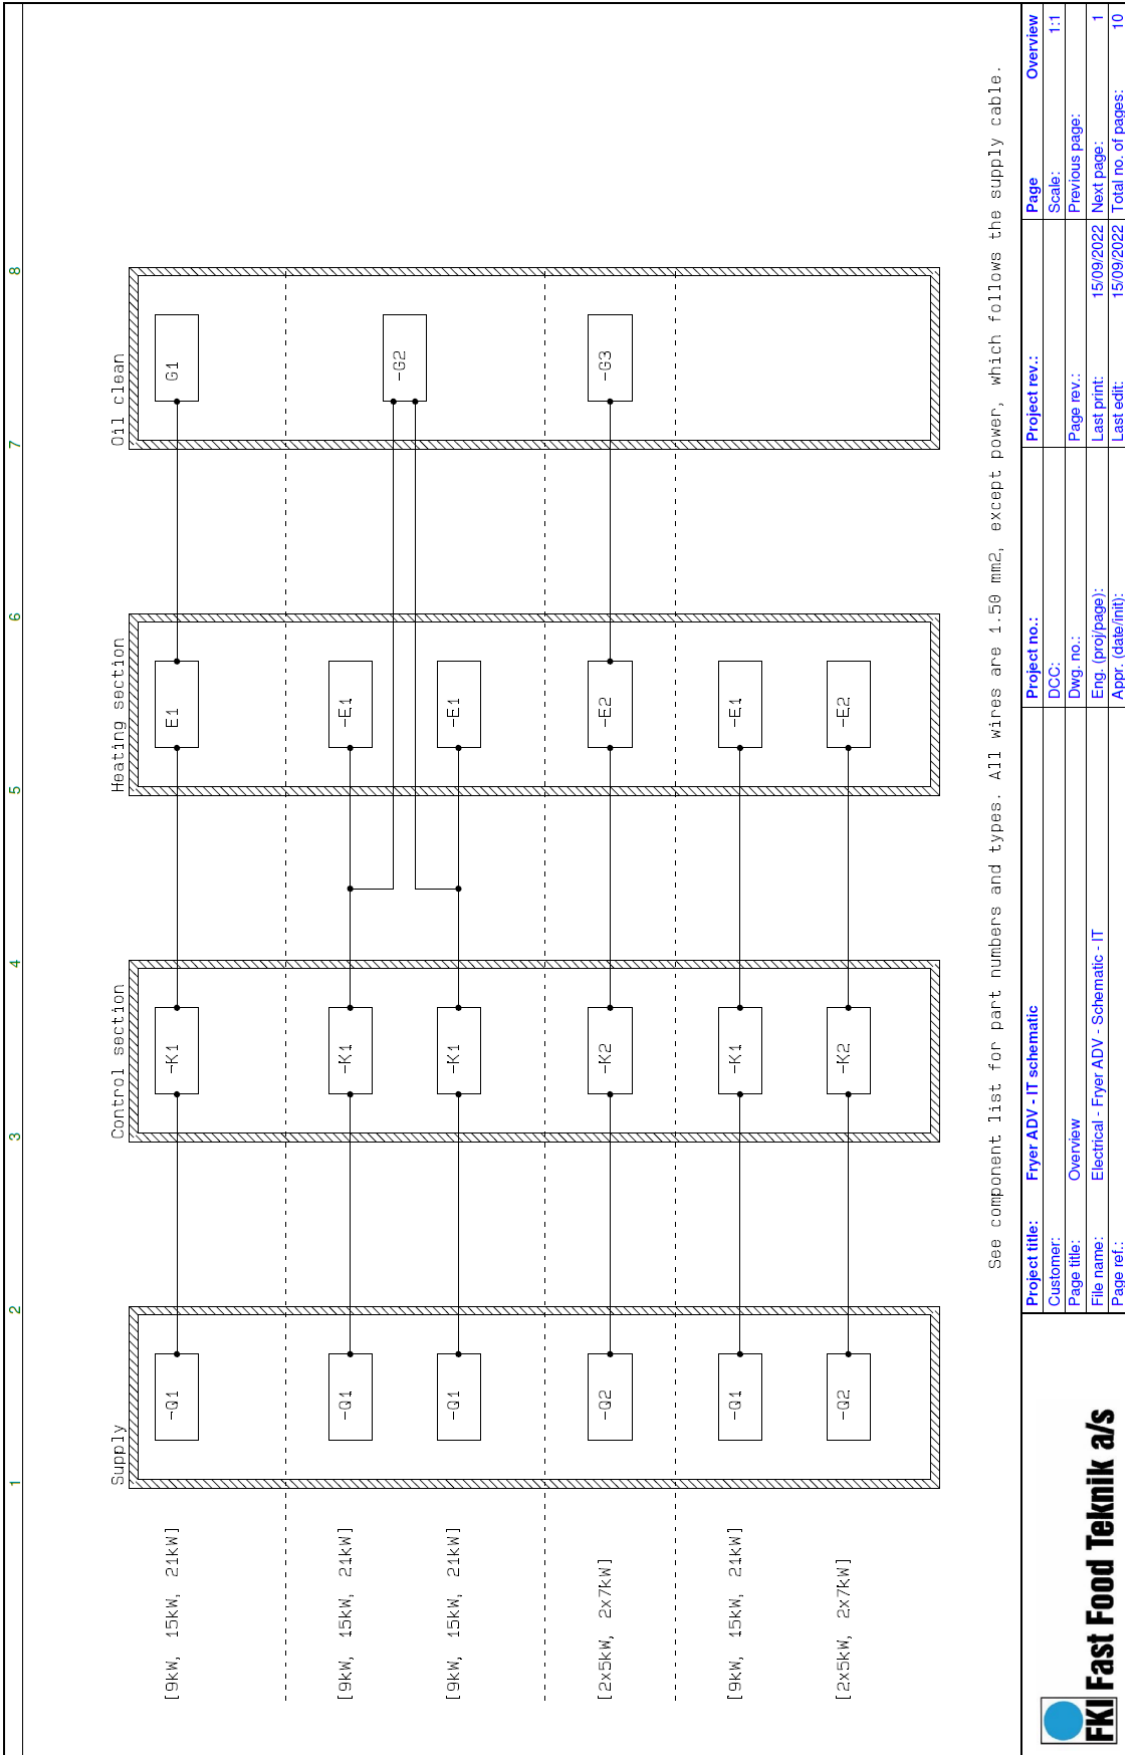 1 2 3 4 5 6 7 8
Supply Control section Heating section Oil clean
[9kW, 15kW, 21kW] -Q1 -K1 E1 G1
[9kW, 15kW, 21kW] -Q1 -K1 -E1
-G2
[9kW, 15kW, 21kW] -Q1 -K1 -E1
[2x5kW, 2x7kW] -Q2 -K2 -E2 -G3
[9kW, 15kW, 21kW] -Q1 -K1 -E1
[2x5kW, 2x7kW] -Q2 -K2 -E2
See component list for part numbers and types. All wires are 1.50 mm2, except power, which follows the supply cable.
FKI Fast Food Teknik a/s
Project title: Fryer ADV - IT schematic Project no.: Project rev.: Page Overview
Customer: DCC: Scale: 1:1
Page title: Overview Dwg. no.: Page rev.: Previous page:
File name: Electrical - Fryer ADV - Schematic - IT Eng. (proj/page): Last print: 15/09/2022 Next page: 1
Page ref.: Appr. (date/init): Last edit: 15/09/2022 Total no. of pages: 10